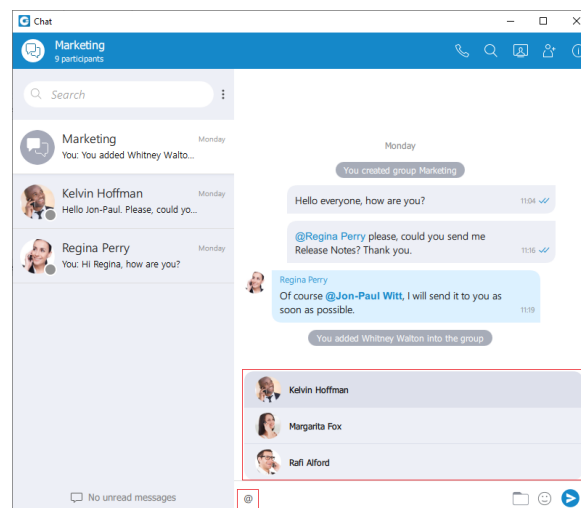 Chat
Marketing
9 participants
Search
Marketing
Monday
You: You added Whitney Walto...
Kelvin Hoffman
Monday
Hello Jon-Paul. Please, could yo...
Regina Perry
Monday
You: Hi Regina, how are you?
No unread messages
Monday
You created group Marketing
Hello everyone, how are you?
11:04
@Regina Perry please, could you send me
Release Notes? Thank you.
11:16
Regina Perry
Of course @Jon-Paul Witt, I will send it to you as
soon as possible.
11:19
You added Whitney Walton into the group
Kelvin Hoffman
Margarita Fox
Rafi Alford
@